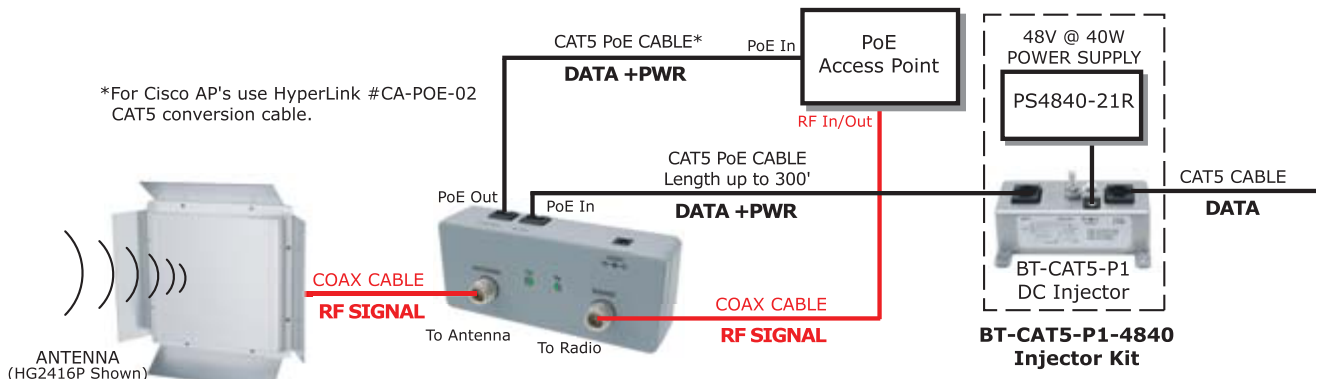 CAT5 PoE CABLE*
DATA +PWR
PoE In
PoE
Access Point
RF In/Out
48V @ 40W
POWER SUPPLY
PS4840-21R
*For Cisco AP's use HyperLink #CA-POE-02
CAT5 conversion cable.
CAT5 PoE CABLE
Length up to 300'
DATA +PWR
PoE Out
PoE In
CAT5 CABLE
DATA
BT-CAT5-P1
DC Injector
BT-CAT5-P1-4840
Injector Kit
COAX CABLE
RF SIGNAL
To Antenna
To Radio
COAX CABLE
RF SIGNAL
ANTENNA
(HG2416P Shown)